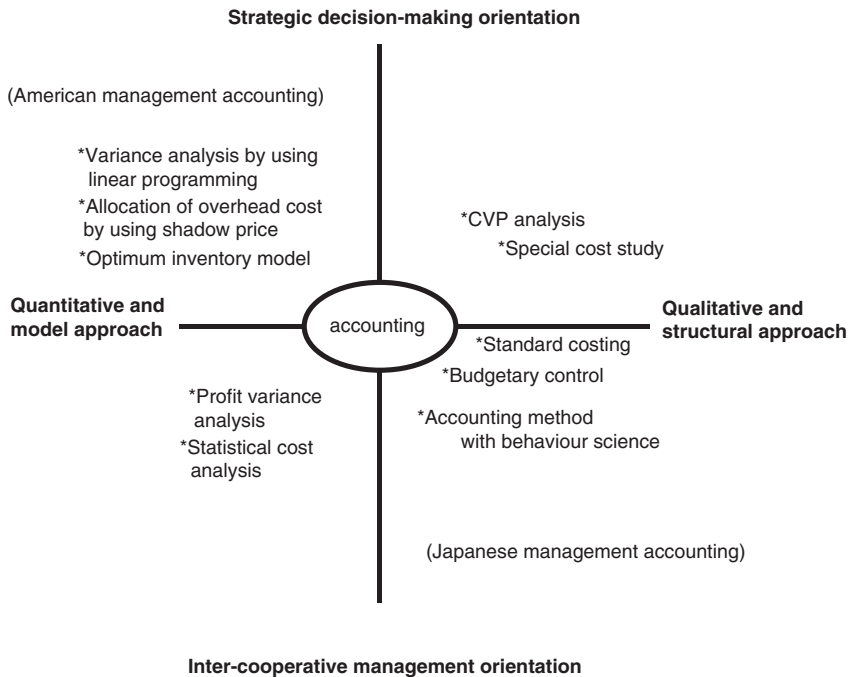 Strategic decision-making orientation
(American management accounting)
*Variance analysis by using
linear programming
*Allocation of overhead cost
by using shadow price
*Optimum inventory model
*CVP analysis
*Special cost study
Quantitative and
model approach
accounting
Qualitative and
structural approach
*Standard costing
*Budgetary control
*Accounting method
with behaviour science
*Profit variance
analysis
*Statistical cost
analysis
(Japanese management accounting)
Inter-cooperative management orientation